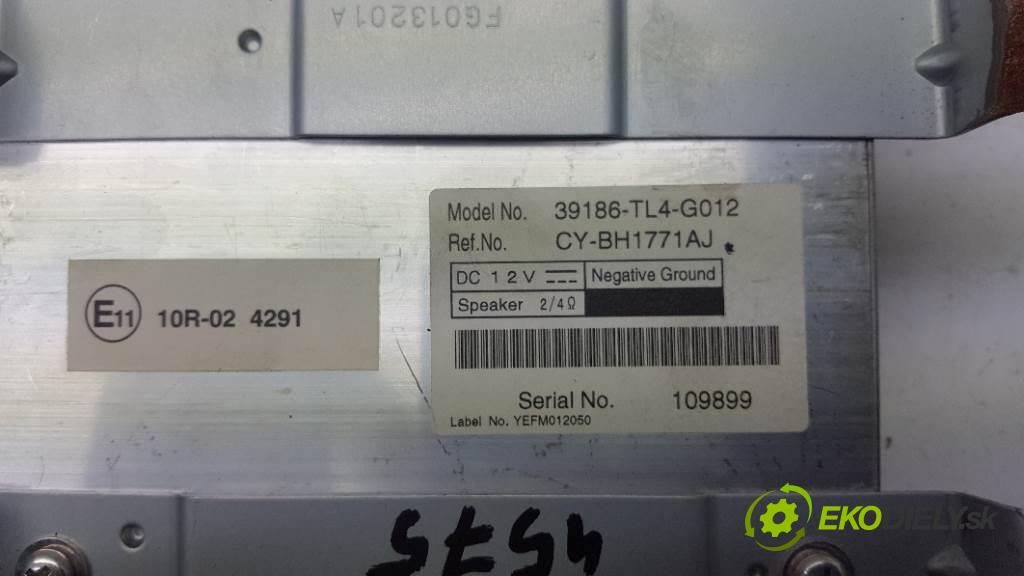 FG013201A
Model No. 39186-TL4-G012
Ref.No. CY-BH1771AJ
DC 12V Negative Ground
Speaker 2/4Ω
E11 10R-02 4291
Serial No. 109899
Label No. YEFM012050
4575
EKODIELY.sk